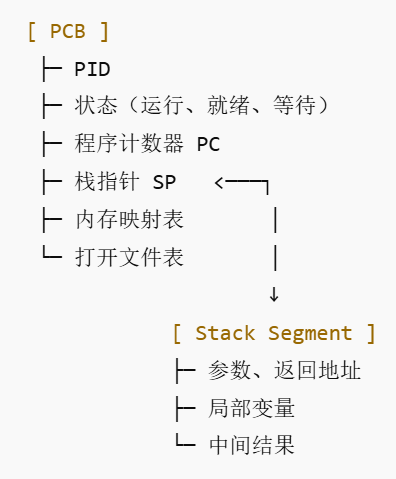 [ PCB ]
├─ PID
├─ 状态（运行、就绪、等待）
├─ 程序计数器 PC
├─ 栈指针 SP   <───┐
├─ 内存映射表       │
└─ 打开文件表       │
                  ↓
[ Stack Segment ]
├─ 参数、返回地址
├─ 局部变量
└─ 中间结果